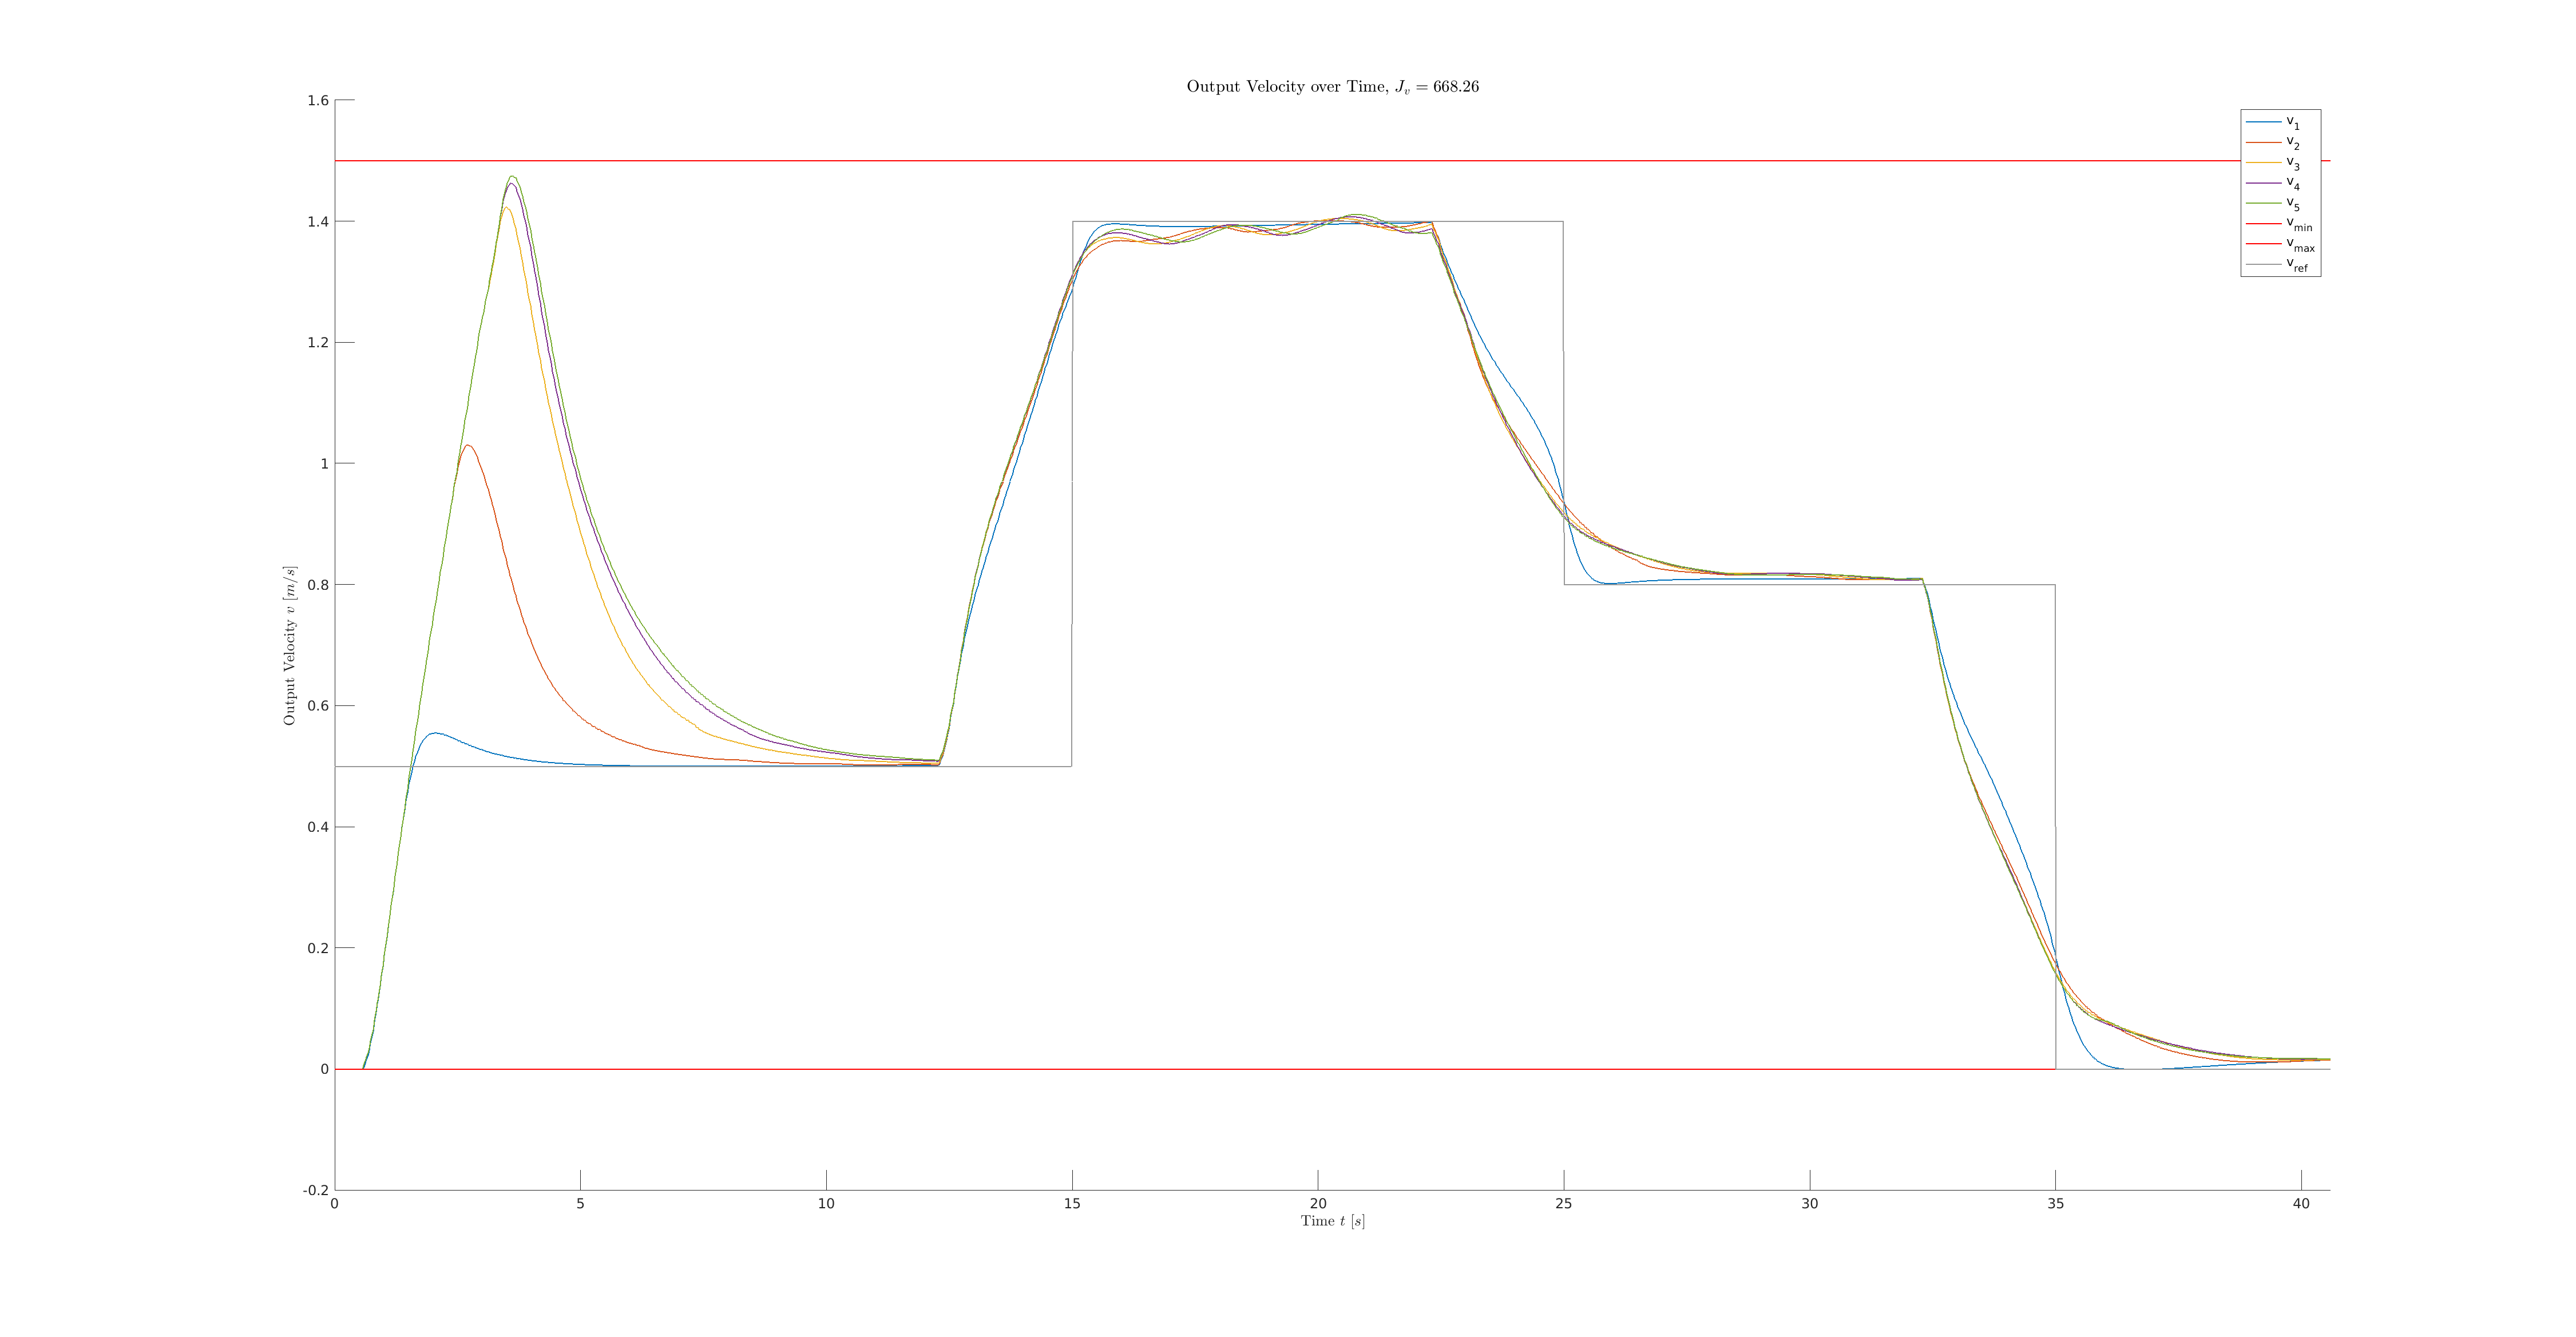 Output Velocity over Time, J_v = 668.26
1.6
1.4
1.2
1
0.8
0.6
0.4
0.2
0
-0.2
Output Velocity v [m/s]
v_1
v_2
v_3
v_4
v_5
v_min
v_max
v_ref
0 5 10 15 20 25 30 35 40
Time t [s]